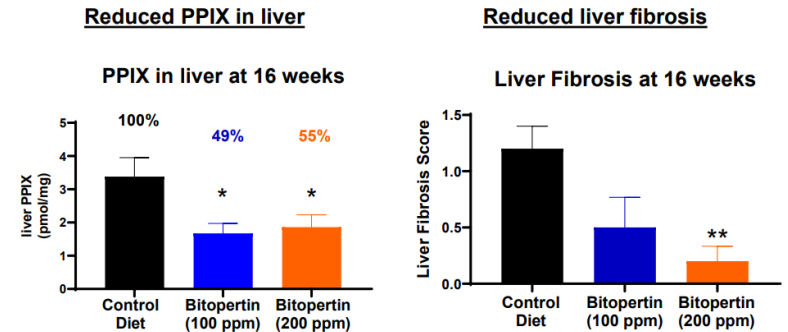 Reduced PPIX in liver
PPIX in liver at 16 weeks
liver PPIX
(pmol/mg)
5
4
3
2
1
0
100%
49%
55%
*
*
Control
Diet
Bitopertin
(100 ppm)
Bitopertin
(200 ppm)
Reduced liver fibrosis
Liver Fibrosis at 16 weeks
Liver Fibrosis Score
1.5
1.0
0.5
0.0
**
Control
Diet
Bitopertin
(100 ppm)
Bitopertin
(200 ppm)